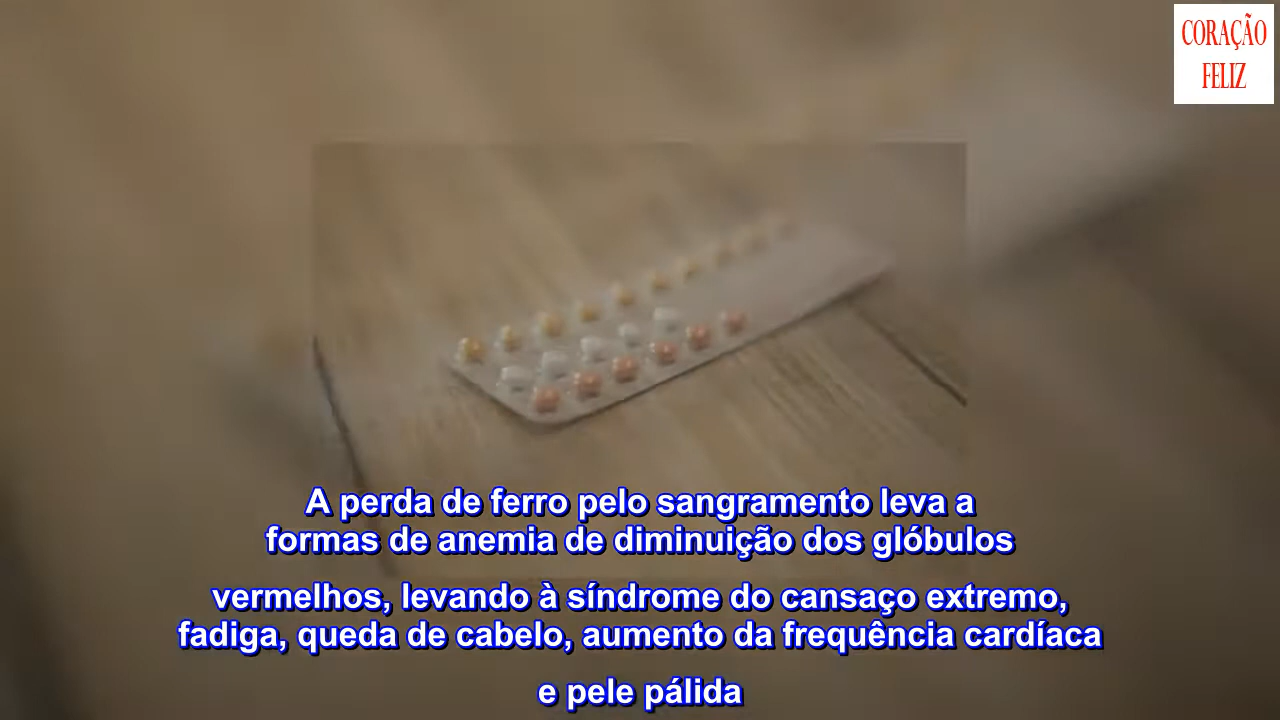 CORAÇÃO
FELIZ
A perda de ferro pelo sangramento leva a
formas de anemia de diminuição dos glóbulos
vermelhos, levando à síndrome do cansaço extremo,
fadiga, queda de cabelo, aumento da frequência cardíaca
e pele pálida